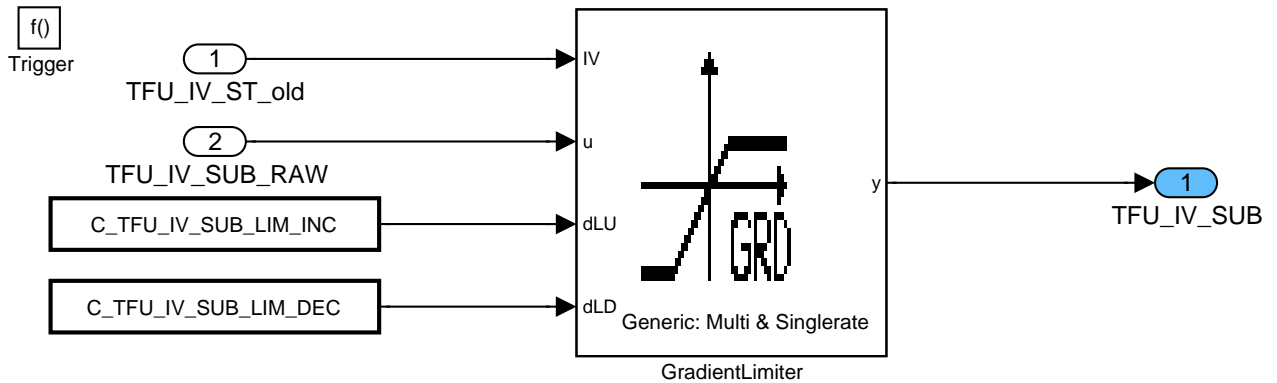 f()
Trigger
1
TFU_IV_ST_old
2
TFU_IV_SUB_RAW
C_TFU_IV_SUB_LIM_INC
C_TFU_IV_SUB_LIM_DEC
IV
u
dLU
dLD
y
GRD
Generic: Multi & Singlerate
GradientLimiter
1
TFU_IV_SUB